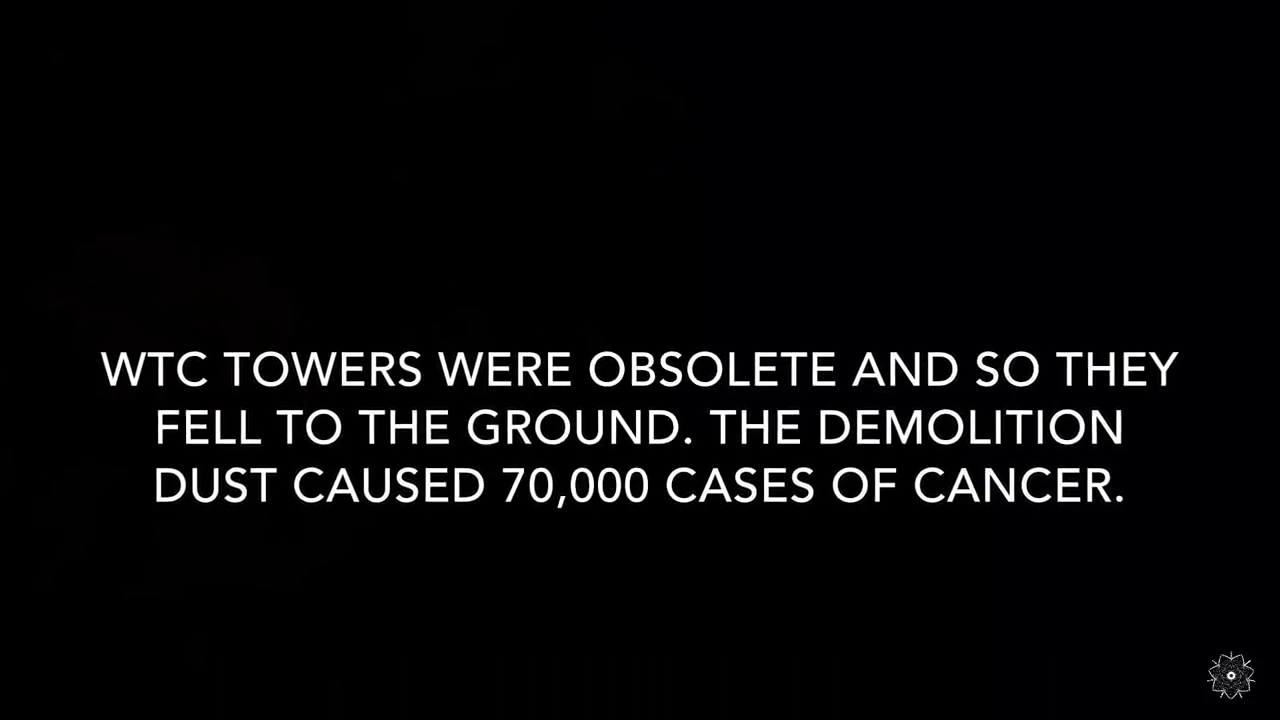 WTC TOWERS WERE OBSOLETE AND SO THEY
FELL TO THE GROUND. THE DEMOLITION
DUST CAUSED 70,000 CASES OF CANCER.